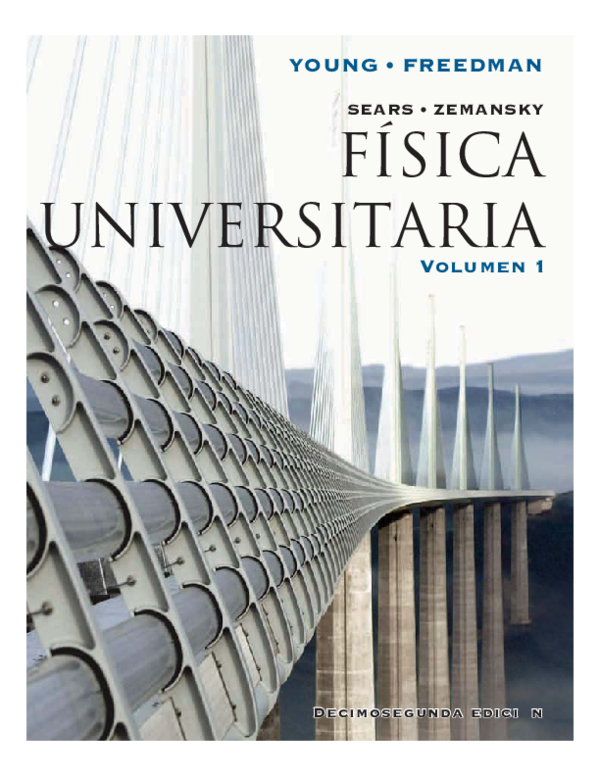 YOUNG • FREEDMAN
SEARS • ZEMANSKY
FÍSICA
UNIVERSITARIA
VOLUMEN 1
DECIMOSEGUNDA EDICI N